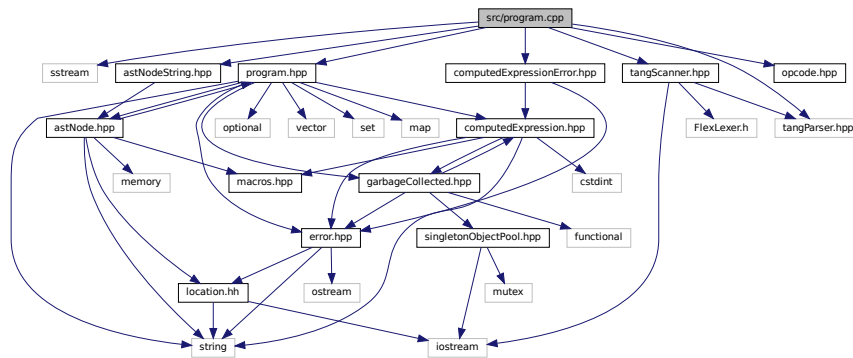 src/program.cpp
sstream
astNodeString.hpp
program.hpp
computedExpressionError.hpp
tangScanner.hpp
opcode.hpp
astNode.hpp
optional
vector
set
map
computedExpression.hpp
FlexLexer.h
tangParser.hpp
memory
macros.hpp
garbageCollected.hpp
cstdint
error.hpp
singletonObjectPool.hpp
functional
location.hh
ostream
mutex
string
iostream